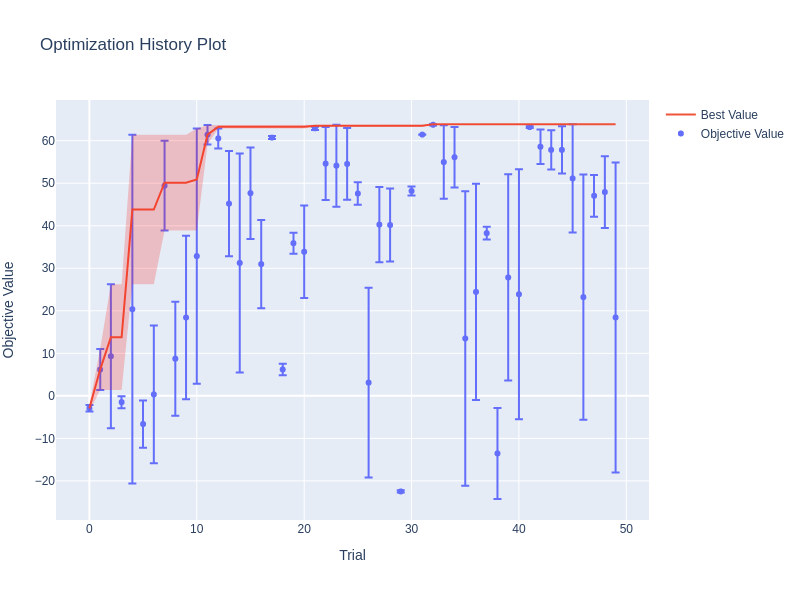 Optimization History Plot
Best Value
Objective Value
60
50
40
30
20
10
0
−10
−20
Objective Value
0 10 20 30 40 50
Trial